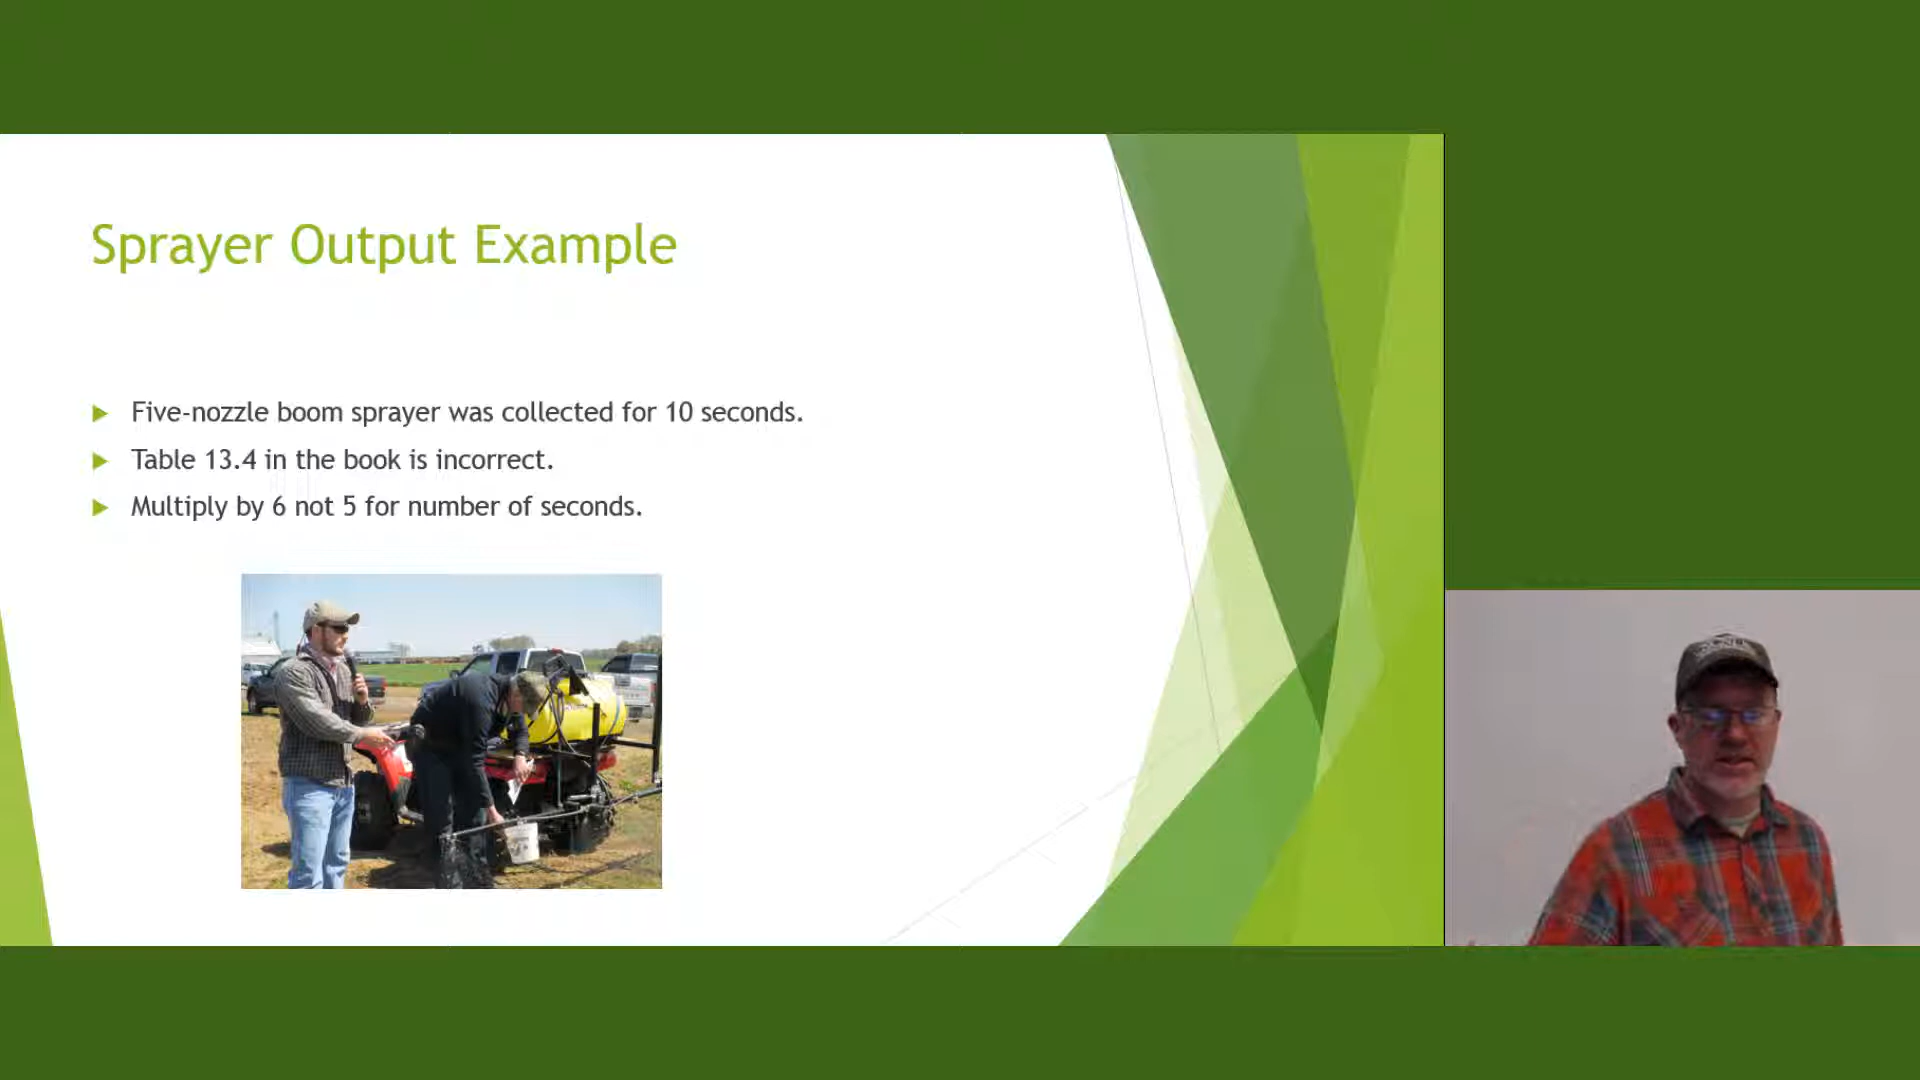 Sprayer Output Example
Five-nozzle boom sprayer was collected for 10 seconds.
Table 13.4 in the book is incorrect.
Multiply by 6 not 5 for number of seconds.